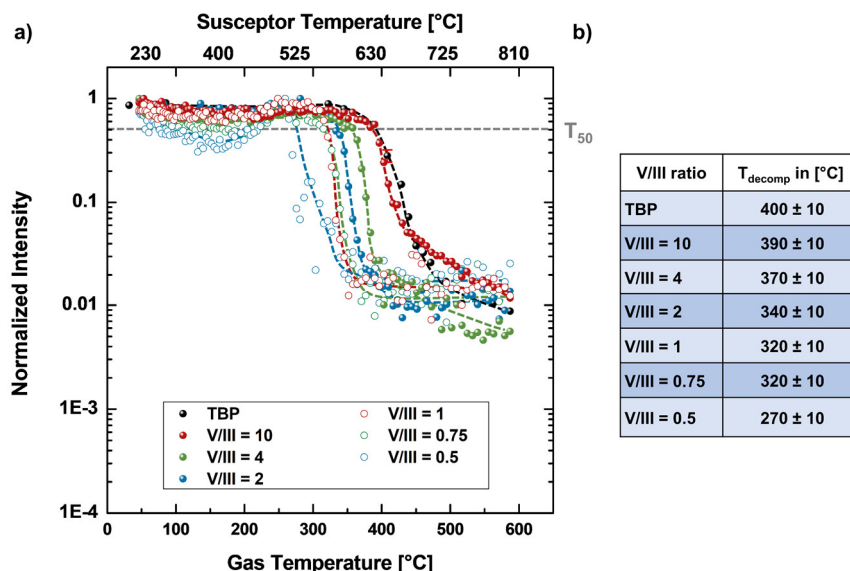 a)
Susceptor Temperature [°C]
b)
230 400 525 630 725 810
1
0.1
0.01
1E-3
1E-4
Normalized Intensity
T50
TBP
V/III = 10
V/III = 4
V/III = 2
V/III = 1
V/III = 0.75
V/III = 0.5
0 100 200 300 400 500 600
Gas Temperature [°C]
V/III ratio Tdecomp in [°C]
TBP 400 ± 10
V/III = 10 390 ± 10
V/III = 4 370 ± 10
V/III = 2 340 ± 10
V/III = 1 320 ± 10
V/III = 0.75 320 ± 10
V/III = 0.5 270 ± 10